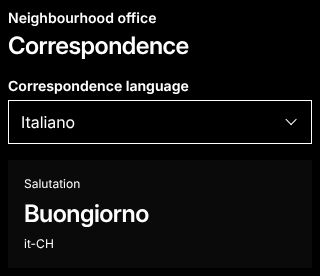 Neighbourhood office
Correspondence
Correspondence language
Italiano
Salutation
Buongiorno
it-CH